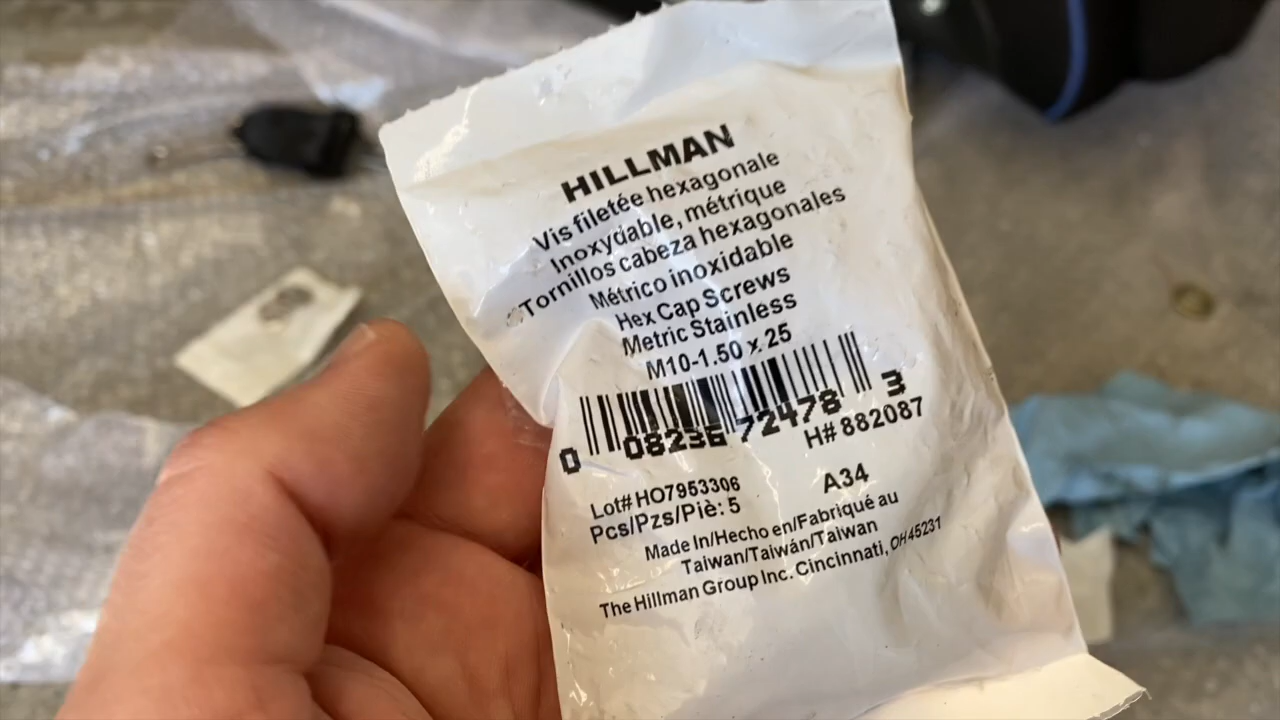 HILLMAN
Vis filetée hexagonale
Inoxydable, métrique
Tornillos cabeza hexagonales
Métrico inoxidable
Hex Cap Screws
Metric Stainless
M10-1.50 x 25
0 08236 72478 3
H# 882087
Lot# HO7953306
A34
Pcs/Pzs/Piè: 5
Made In/Hecho en/Fabriqué au
Taiwan/Taiwán/Taiwan
The Hillman Group Inc. Cincinnati, OH 45231